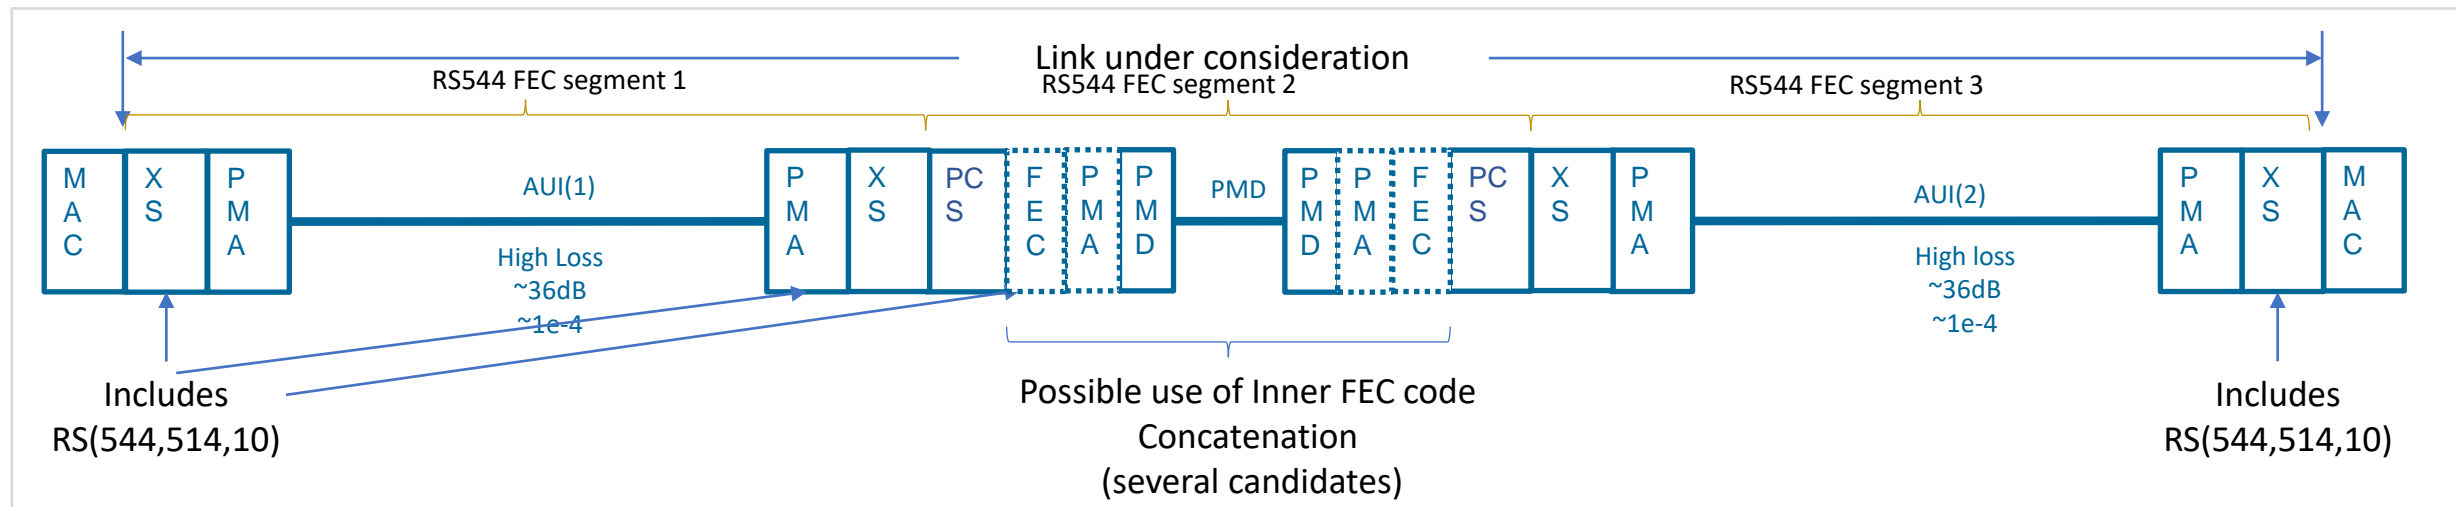 Link under consideration
RS544 FEC segment 1
RS544 FEC segment 2
RS544 FEC segment 3
M
A
C
X
S
P
M
A
AUI(1)
High Loss
~36dB
~1e-4
P
M
A
X
S
PC
S
F
E
C
P
M
A
P
M
D
PMD
P
M
D
P
M
A
F
E
C
PC
S
X
S
P
M
A
AUI(2)
High loss
~36dB
~1e-4
P
M
A
X
S
M
A
C
Includes
RS(544,514,10)
Possible use of Inner FEC code
Concatenation
(several candidates)
Includes
RS(544,514,10)